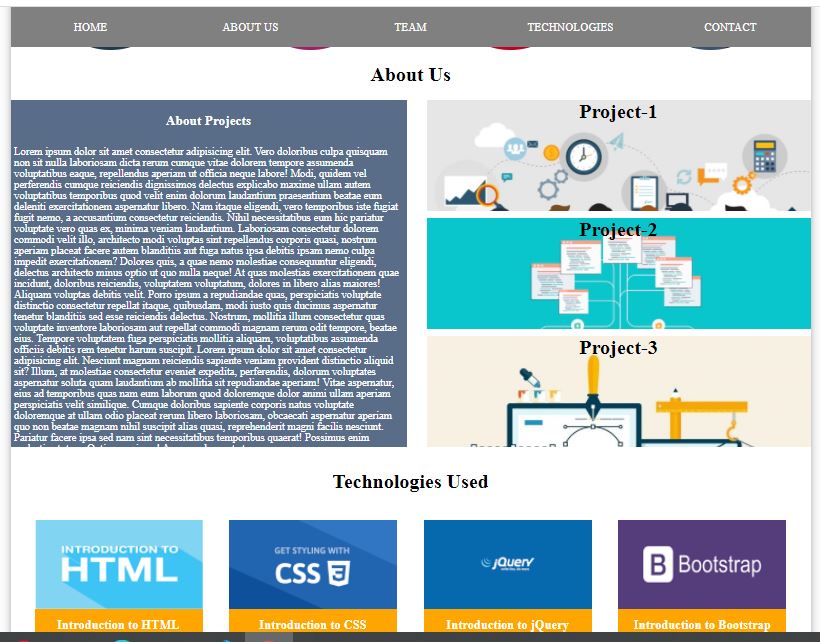 HOME
ABOUT US
TEAM
TECHNOLOGIES
CONTACT
About Us
About Projects
Lorem ipsum dolor sit amet consectetur adipisicing elit. Vero doloribus culpa quisquam
non sit nulla laboriosam dicta rerum cumque vitae dolorem tempore assumenda
voluptatibus eaque, repellendus aperiam ut officia neque labore! Modi, quidem vel
perferendis cumque reiciendis dignissimos delectus explicabo maxime ullam autem
voluptatibus temporibus quod velit enim dolorum laudantium praesentium beatae eum
deleniti exercitationem aspernatur libero. Nam itaque eligendi, vero temporibus iste fugiat
fugit nemo, a accusantium consectetur reiciendis. Nihil necessitatibus eum hic pariatur
voluptate vero quas ex, minima veniam laudantium. Laboriosam consectetur dolorem
commodi velit illo, architecto modi voluptas sint repellendus corporis quasi, nostrum
aperiam placeat facere autem blanditiis aut fuga natus ipsa debitis ipsam nemo culpa
impedit exercitationem? Dolores quis, a quae nemo molestiae consequuntur eligendi,
delectus architecto minus optio ut quo nulla neque! At quas molestias exercitationem quae
incidunt, doloribus reiciendis, voluptatem voluptatum, dolores in libero alias maiores!
Aliquam voluptas debitis velit. Porro ipsum a repudiandae quas, perspiciatis voluptate
distinctio consectetur repellat itaque, quibusdam, modi iusto quis ducimus aspernatur
tenetur blanditiis sed esse reiciendis delectus. Nostrum, mollitia illum consectetur quas
voluptate inventore laboriosam aut repellat commodi magnam rerum odit tempore, beatae
eius. Tempore voluptatem fuga perspiciatis mollitia aliquam, voluptatibus assumenda
officiis debitis rem tenetur harum suscipit. Lorem ipsum dolor sit amet consectetur
adipisicing elit. Nesciunt magnam reiciendis sapiente veniam provident distinctio aliquid
sit? Illum, at molestiae consectetur eveniet expedita, perferendis, dolorum voluptates
aspernatur soluta quam laudantium ab mollitia sit repudiandae aperiam! Vitae aspernatur,
eius ad temporibus quas nam eum laborum quod doloremque dolor animi ullam aperiam
perspiciatis velit similique. Cumque doloribus sapiente corporis natus voluptate
doloremque at ullam odio placeat rerum libero laboriosam, obcaecati aspernatur aperiam
quo non beatae magnam nihil suscipit alias quasi, reprehenderit magni facilis nesciunt.
Pariatur facere ipsa sed nam sint necessitatibus temporibus quaerat! Possimus enim
Project-1
Project-2
Project-3
Technologies Used
INTRODUCTION TO
HTML
Introduction to HTML
GET STYLING WITH
CSS 3
Introduction to CSS
jQuery
Introduction to jQuery
B Bootstrap
Introduction to Bootstrap